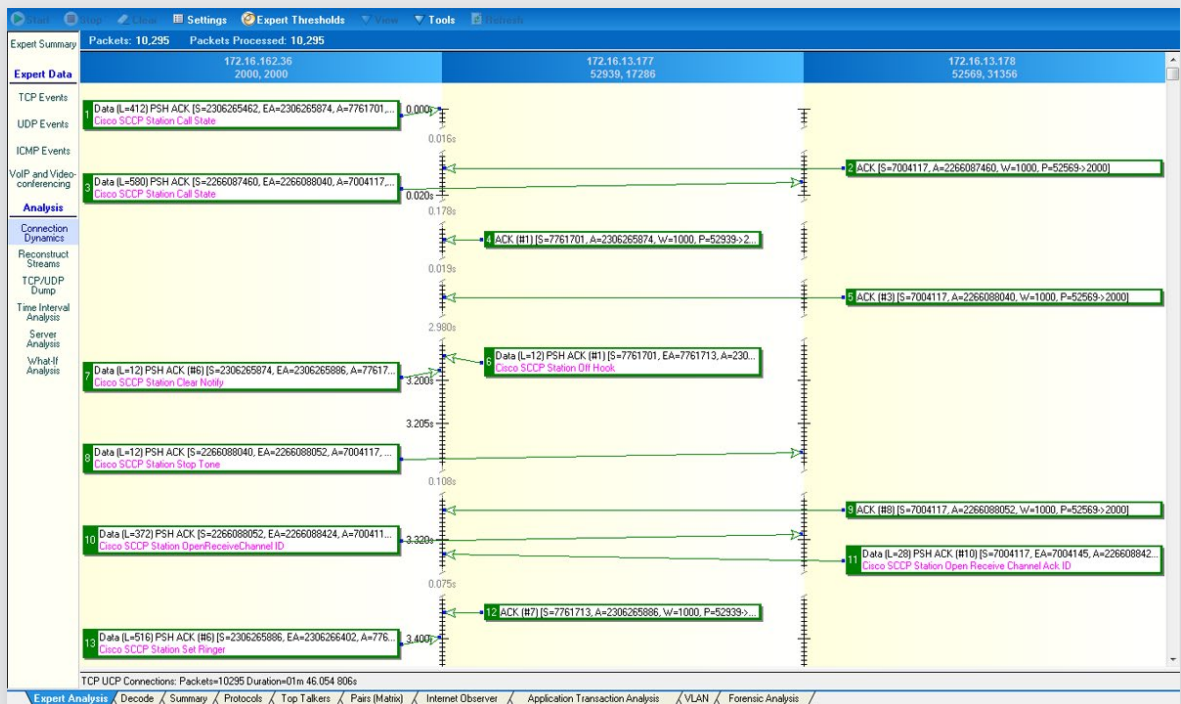 Start Stop Clear Settings Expert Thresholds View Tools Refresh
Expert Summary
Packets: 10,295 Packets Processed: 10,295
172.16.162.36
2000, 2000
172.16.13.177
52939, 17286
172.16.13.178
52569, 31356
Expert Data
TCP Events
UDP Events
ICMP Events
VoIP and Video-
conferencing
Analysis
Connection
Dynamics
Reconstruct
Streams
TCP/UDP
Dump
Time Interval
Analysis
Server
Analysis
What-If
Analysis
1 Data (L=412) PSH ACK [S=2306265462, EA=2306265874, A=7761701,...
Cisco SCCP Station Call State
0.000s
0.016s
2 ACK [S=7004117, A=2266087460, W=1000, P=52569->2000]
3 Data (L=580) PSH ACK [S=2266087460, EA=2266088040, A=7004117,...
Cisco SCCP Station Call State
0.020s
0.178s
4 ACK (#1) [S=7761701, A=2306265874, W=1000, P=52939->2...
0.019s
5 ACK (#3) [S=7004117, A=2266088040, W=1000, P=52569->2000]
2.980s
6 Data (L=12) PSH ACK (#1) [S=7761701, EA=7761713, A=230...
Cisco SCCP Station Off Hook
7 Data (L=12) PSH ACK (#6) [S=2306265874, EA=2306265886, A=77617...
Cisco SCCP Station Clear Notify
3.200s
3.205s
8 Data (L=12) PSH ACK [S=2266088040, EA=2266088052, A=7004117, ...
Cisco SCCP Station Stop Tone
0.108s
9 ACK (#8) [S=7004117, A=2266088052, W=1000, P=52569->2000]
10 Data (L=372) PSH ACK [S=2266088052, EA=2266088424, A=700411...
Cisco SCCP Station OpenReceiveChannel ID
3.320s
11 Data (L=28) PSH ACK (#10) [S=7004117, EA=7004145, A=226608842...
Cisco SCCP Station Open Receive Channel Ack ID
0.075s
12 ACK (#7) [S=7761713, A=2306265886, W=1000, P=52939->...
13 Data (L=516) PSH ACK (#6) [S=2306265886, EA=2306266402, A=776...
Cisco SCCP Station Set Ringer
3.400s
TCP UCP Connections: Packets=10295 Duration=01m 46.054 806s
Expert Analysis Decode Summary Protocols Top Talkers Pairs (Matrix) Internet Observer Application Transaction Analysis VLAN Forensic Analysis